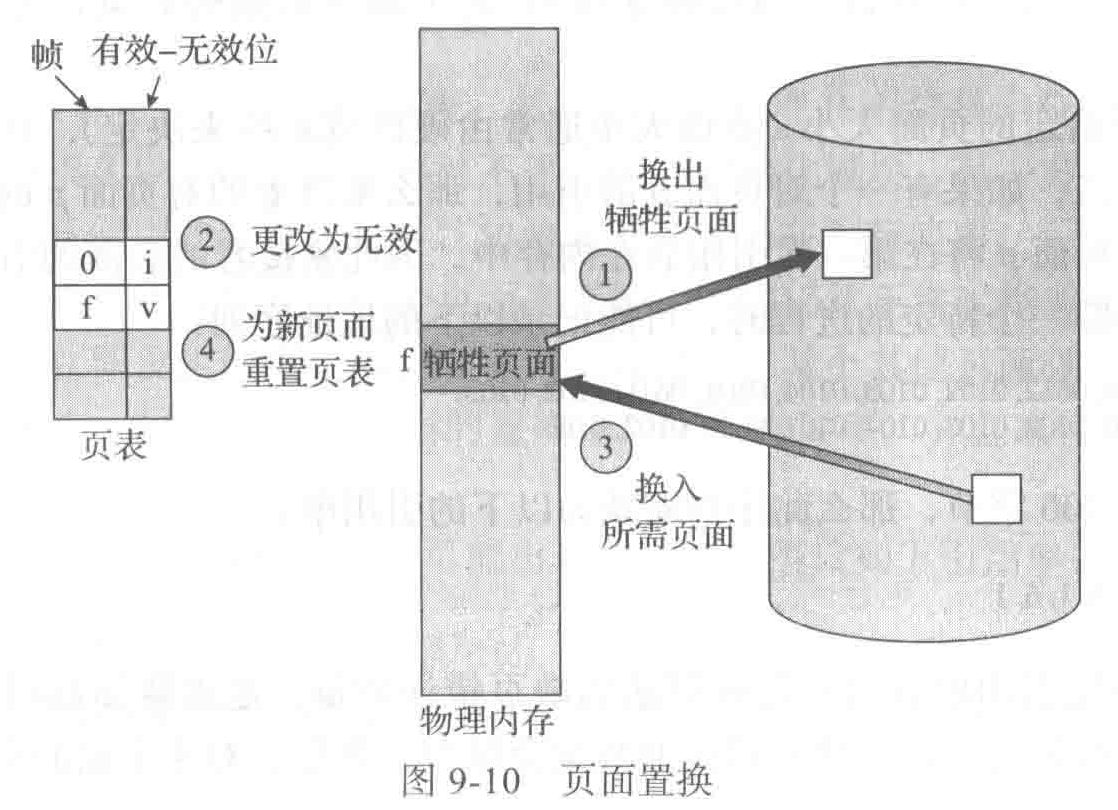 帧
有效–无效位
0 i
f v
页表
② 更改为无效
④ 为新页而
重置页表
f 牺牲页面
物理内存
换出
牺牲页面
①
③
换入
所需页面
图 9-10 页面置换